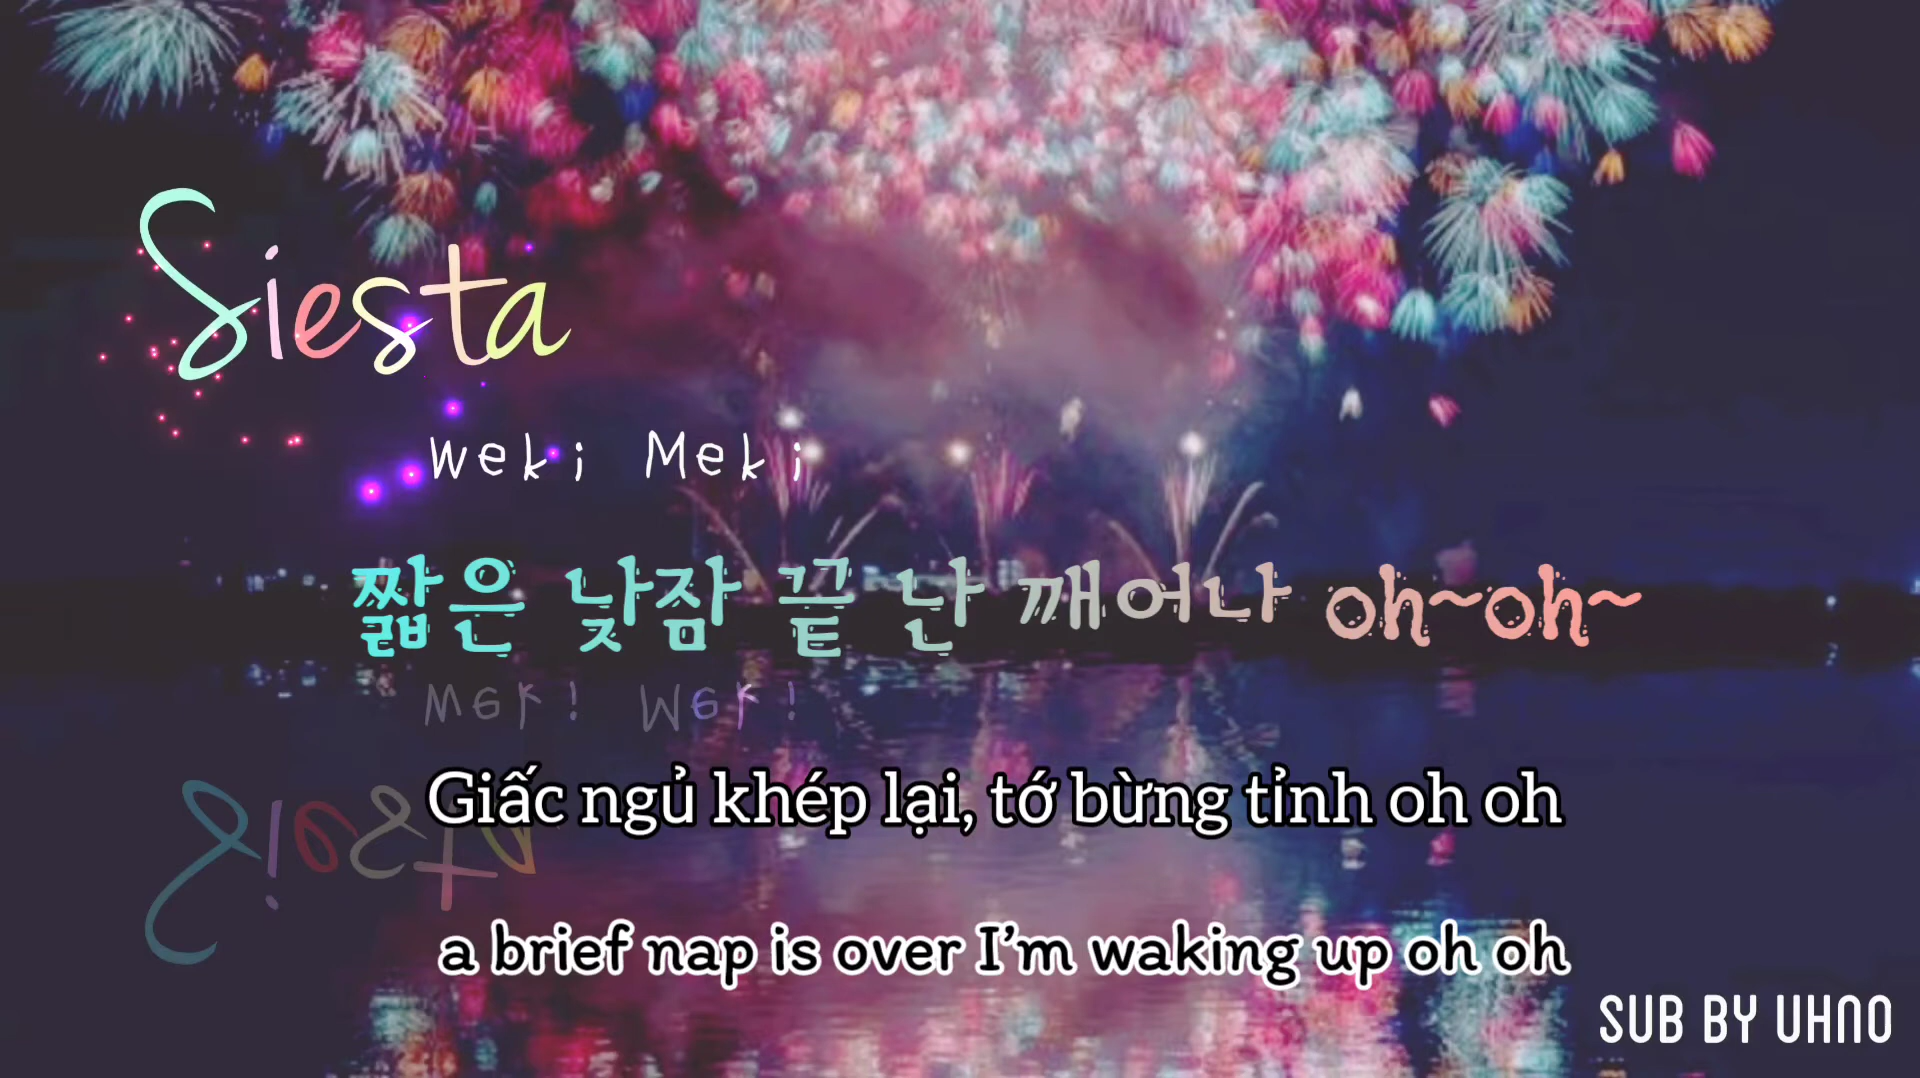 Siesta
Weki Meki
짧은 낮잠 끝 난 깨어나 oh~oh~
Giấc ngủ khép lại, tớ bừng tỉnh oh oh
a brief nap is over I'm waking up oh oh
SUB BY UHNO